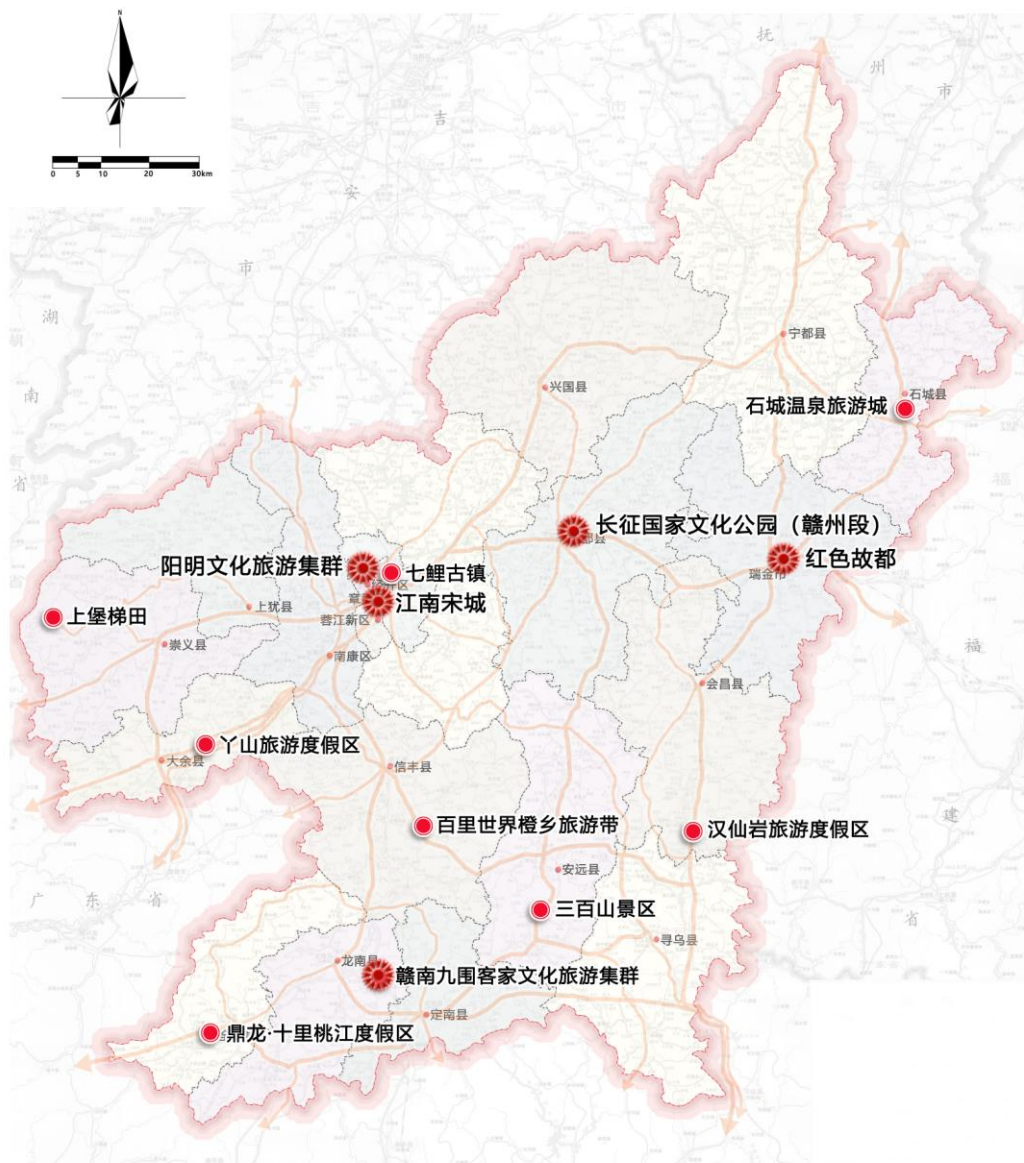 N
0 5 10 20 30km
抚
州
市
吉
安
市
湖
南
省
宁都县
兴国县
石城县
石城温泉旅游城
福
长征国家文化公园（赣州段）
阳明文化旅游集群
七鲤古镇
红色故都
瑞金市
江南宋城
上犹县
上堡梯田
蓉江新区
崇义县
南康区
福
会昌县
丫山旅游度假区
大余县
信丰县
百里世界橙乡旅游带
汉仙岩旅游度假区
建
安远县
广 东 省
三百山景区
省
寻乌县
龙南县
赣南九围客家文化旅游集群
定南县
鼎龙·十里桃江度假区